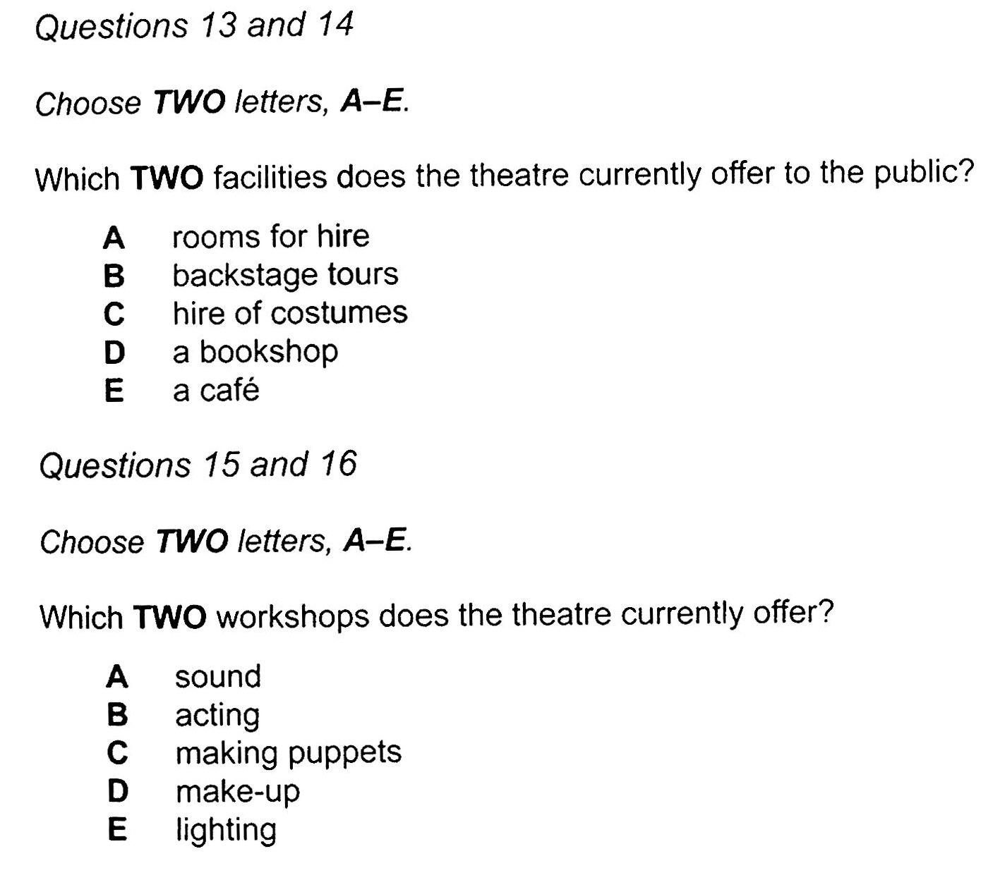 Questions 13 and 14
Choose TWO letters, A–E.
Which TWO facilities does the theatre currently offer to the public?
A rooms for hire
B backstage tours
C hire of costumes
D a bookshop
E a café
Questions 15 and 16
Choose TWO letters, A–E.
Which TWO workshops does the theatre currently offer?
A sound
B acting
C making puppets
D make-up
E lighting